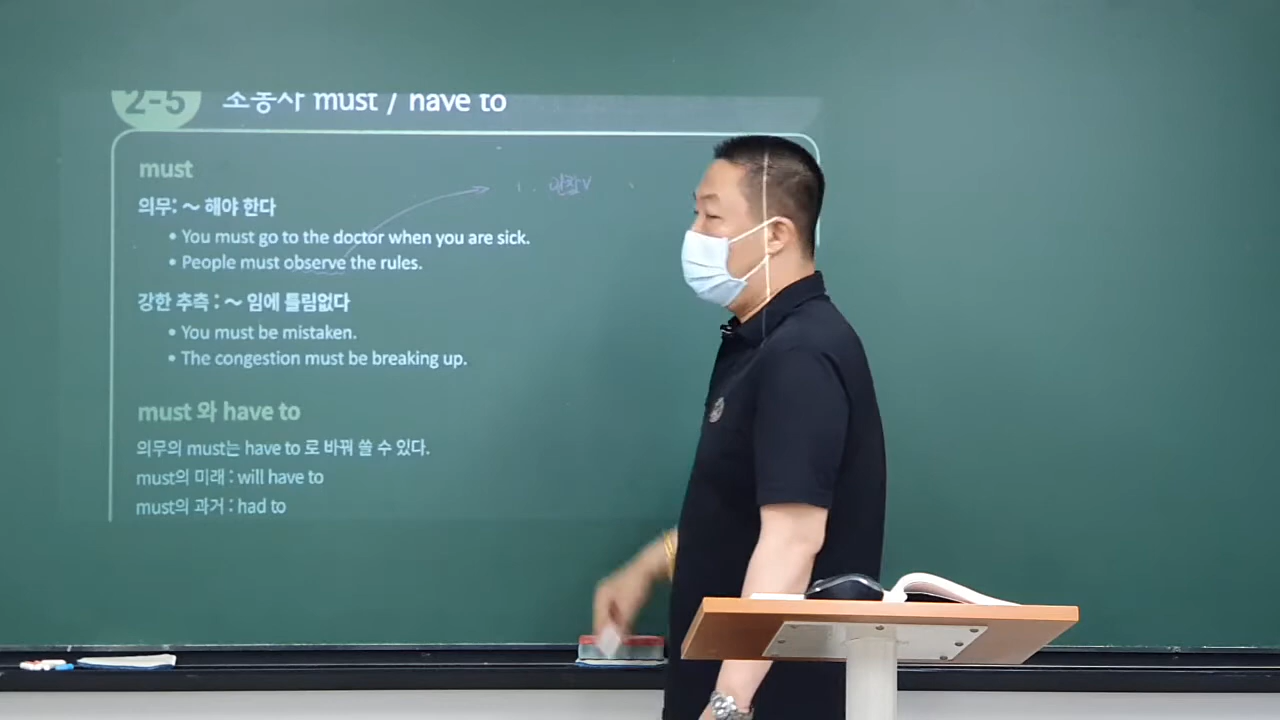 2-5 조동사 must / have to
must
의무: ~ 해야 한다
• You must go to the doctor when you are sick.
• People must observe the rules.
강한 추측 : ~ 임에 틀림없다
• You must be mistaken.
• The congestion must be breaking up.
must 와 have to
의무의 must는 have to 로 바꿔 쓸 수 있다.
must의 미래 : will have to
must의 과거 : had to